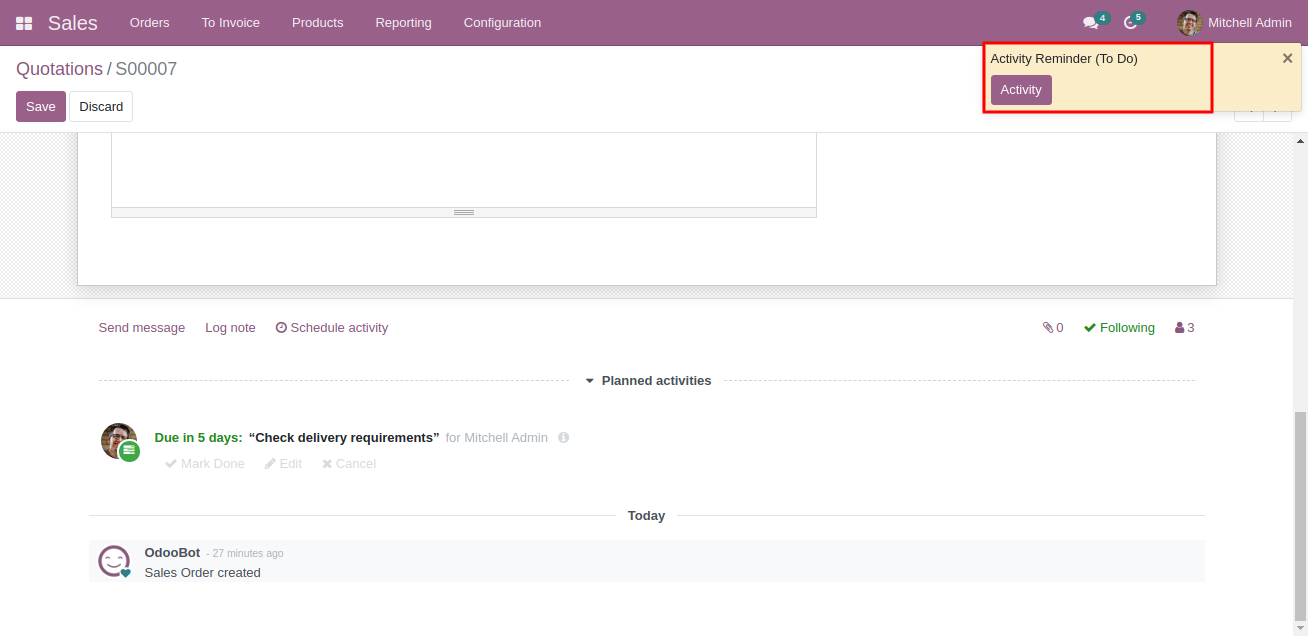 Sales Orders To Invoice Products Reporting Configuration 4 5 Mitchell Admin
Quotations / S00007
Activity Reminder (To Do) ×
Activity
Save Discard
Send message Log note Schedule activity 0 Following 3
Planned activities
Due in 5 days: “Check delivery requirements” for Mitchell Admin
Mark Done Edit Cancel
Today
OdooBot - 27 minutes ago
Sales Order created